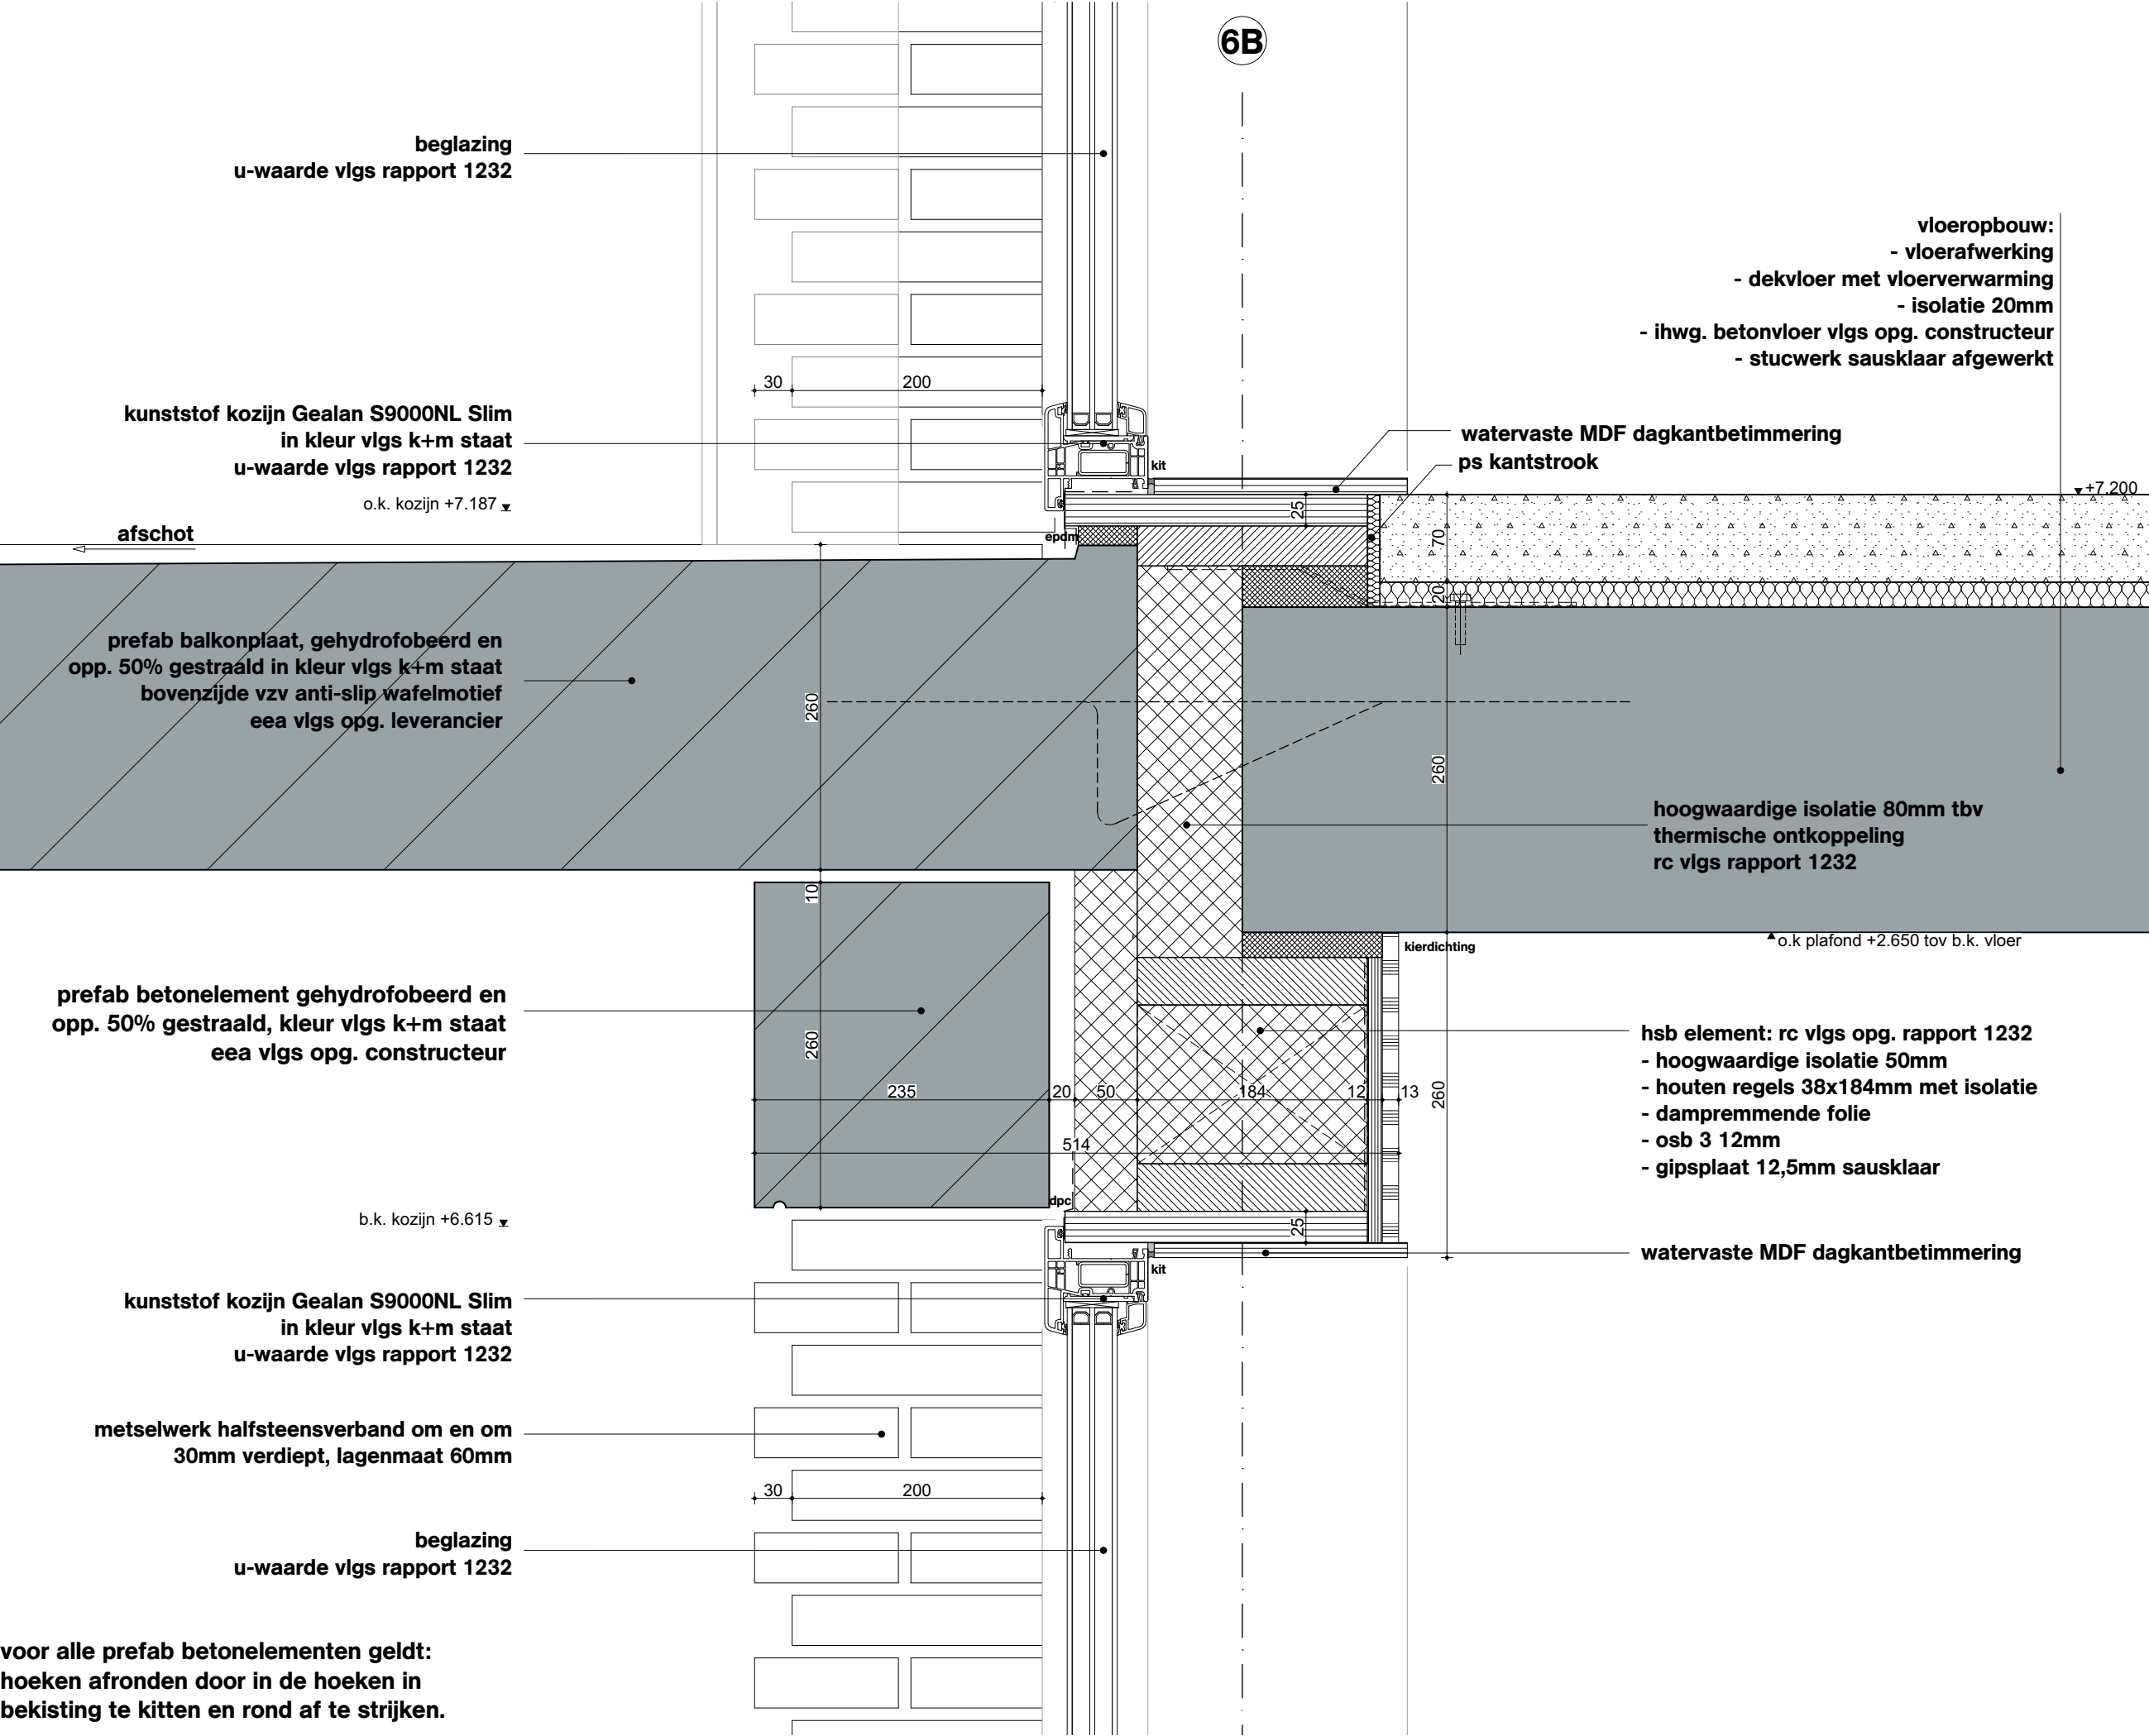 6B
beglazing
u-waarde vlgs rapport 1232
vloeropbouw:
- vloerafwerking
- dekvloer met vloerverwarming
- isolatie 20mm
- ihwg. betonvloer vlgs opg. constructeur
- stucwerk sausklaar afgewerkt
30
200
kunststof kozijn Gealan S9000NL Slim
in kleur vlgs k+m staat
u-waarde vlgs rapport 1232
watervaste MDF dagkantbetimmering
ps kantstrook
kit
o.k. kozijn +7.187
+7.200
25
afschot
epdm
70
20
prefab balkonplaat, gehydrofobeerd en
opp. 50% gestraald in kleur vlgs k+m staat
bovenzijde vzv anti-slip wafelmotief
eea vlgs opg. leverancier
260
260
hoogwaardige isolatie 80mm tbv
thermische ontkoppeling
rc vlgs rapport 1232
10
kierdichting
o.k plafond +2.650 tov b.k. vloer
prefab betonelement gehydrofobeerd en
opp. 50% gestraald, kleur vlgs k+m staat
eea vlgs opg. constructeur
260
235
20
50
184
12
13
260
514
hsb element: rc vlgs opg. rapport 1232
- hoogwaardige isolatie 50mm
- houten regels 38x184mm met isolatie
- dampremmende folie
- osb 3 12mm
- gipsplaat 12,5mm sausklaar
dpc
b.k. kozijn +6.615
25
watervaste MDF dagkantbetimmering
kit
kunststof kozijn Gealan S9000NL Slim
in kleur vlgs k+m staat
u-waarde vlgs rapport 1232
metselwerk halfsteensverband om en om
30mm verdiept, lagenmaat 60mm
30
200
beglazing
u-waarde vlgs rapport 1232
voor alle prefab betonelementen geldt:
hoeken afronden door in de hoeken in
bekisting te kitten en rond af te strijken.